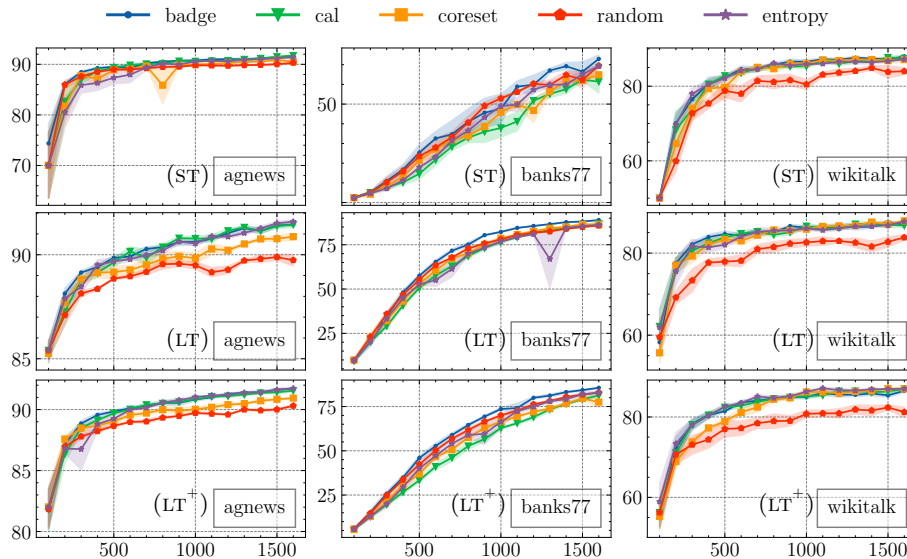 badge cal coreset random entropy
90
80
70
(ST) agnews
50
(ST) banks77
80
60
(ST) wikitalk
90
85
(LT) agnews
75
50
25
(LT) banks77
80
60
(LT) wikitalk
90
85
80
(LT+) agnews
75
50
25
(LT+) banks77
80
60
(LT+) wikitalk
500 1000 1500 500 1000 1500 500 1000 1500